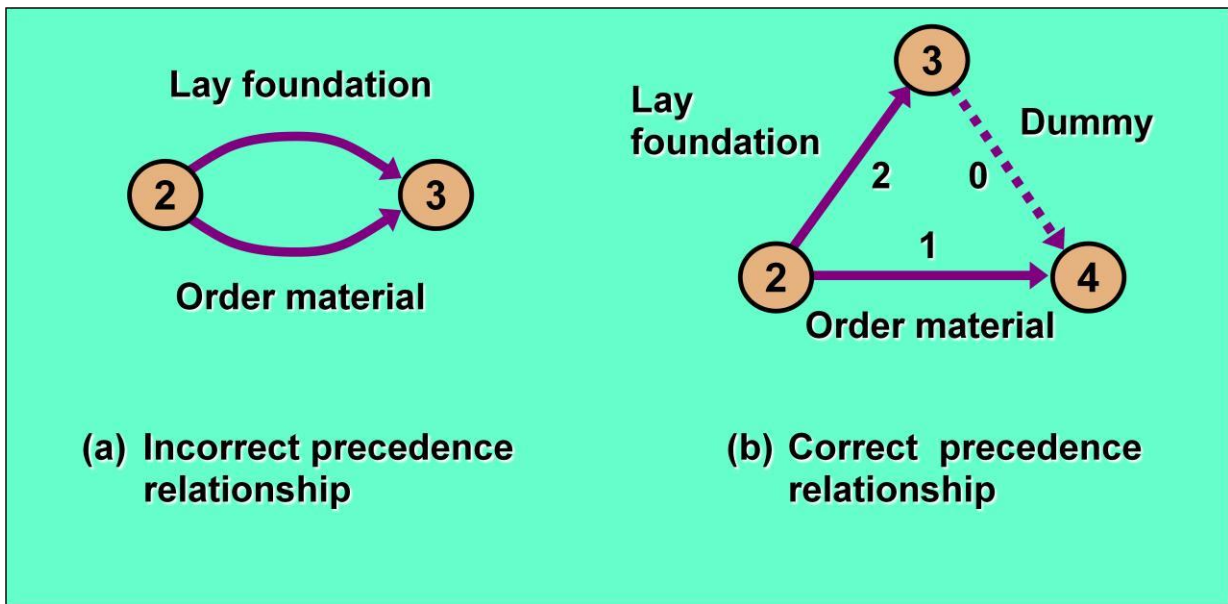 Lay foundation
2
3
Order material
(a) Incorrect precedence
relationship
3
Lay
foundation
Dummy
2
0
1
2
4
Order material
(b) Correct precedence
relationship